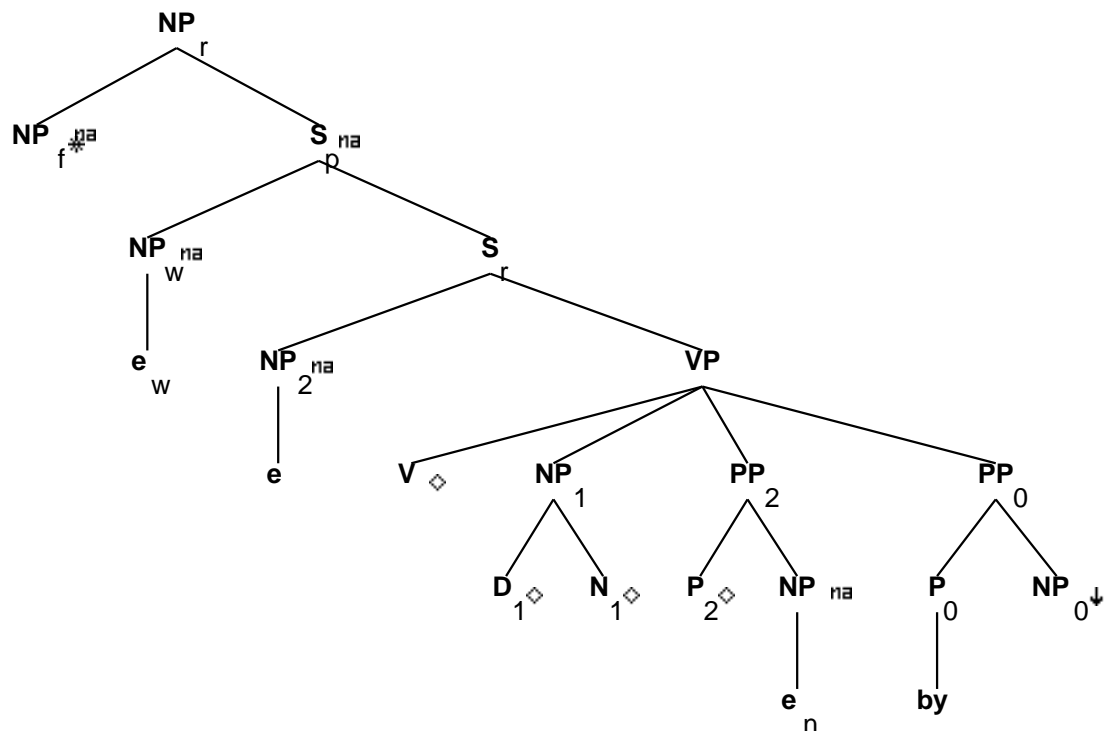 NP r
NP f * na S p na
NP w na S r
e w NP 2 na VP
e V ◇ NP 1 PP 2 PP 0
D 1 ◇ N 1 ◇ P 2 ◇ NP na P 0 NP 0 ↓
e n by